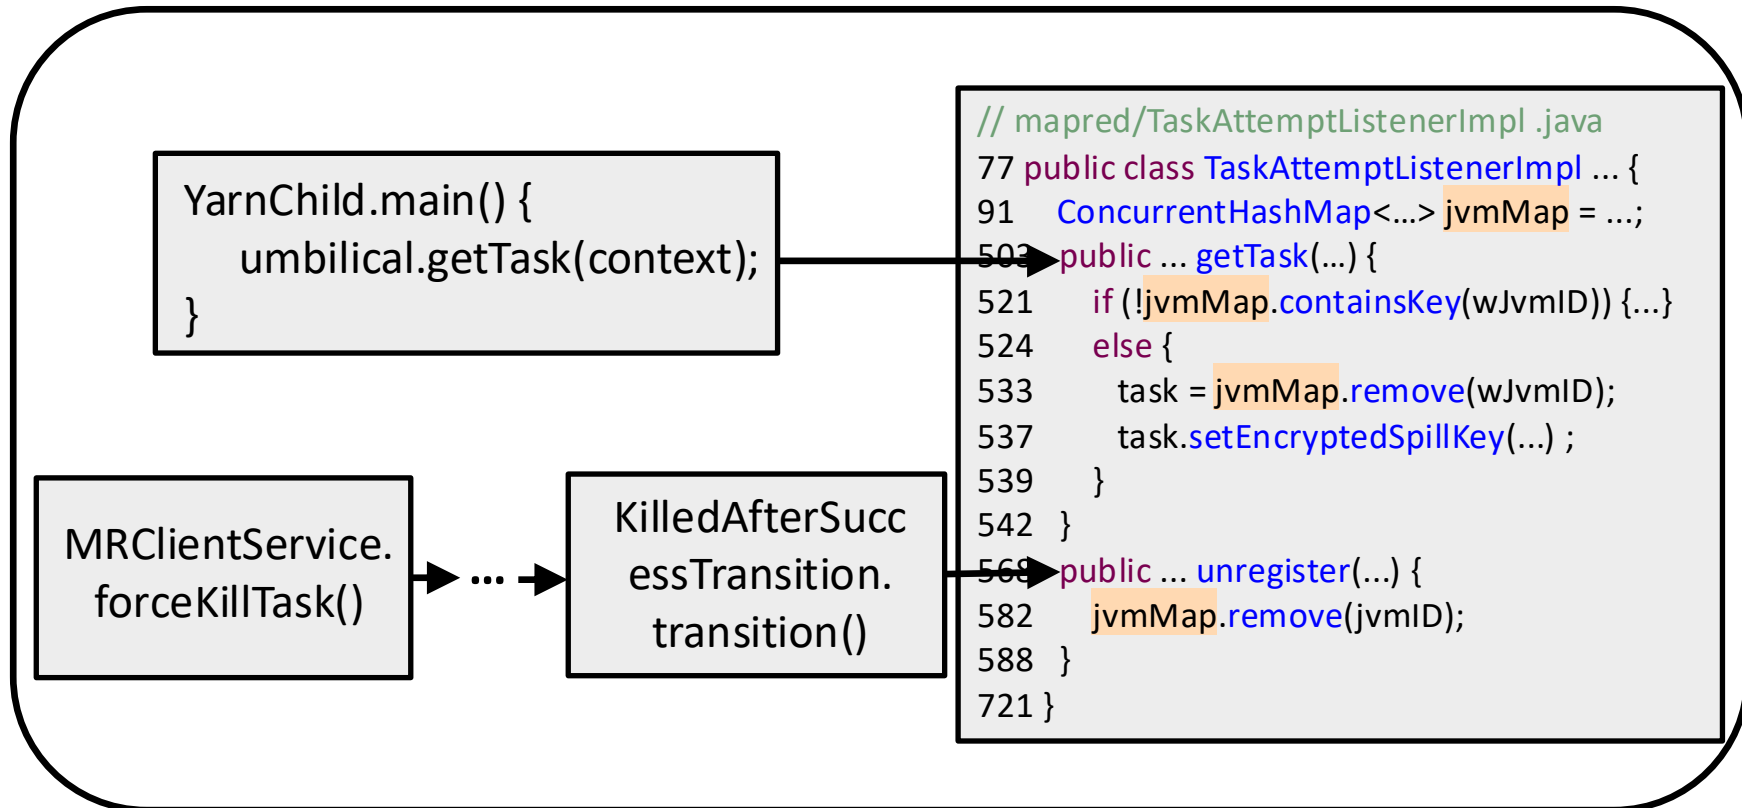 YarnChild.main() {
umbilical.getTask(context);
}
MRClientService.
forceKillTask()
...
KilledAfterSucc
essTransition.
transition()
// mapred/TaskAttemptListenerImpl .java
77 public class TaskAttemptListenerImpl ... {
91 ConcurrentHashMap<...> jvmMap = ...;
503 public ... getTask(...) {
521 if (!jvmMap.containsKey(wJvmID)) {...}
524 else {
533 task = jvmMap.remove(wJvmID);
537 task.setEncryptedSpillKey(...) ;
539 }
542 }
568 public ... unregister(...) {
582 jvmMap.remove(jvmID);
588 }
721 }